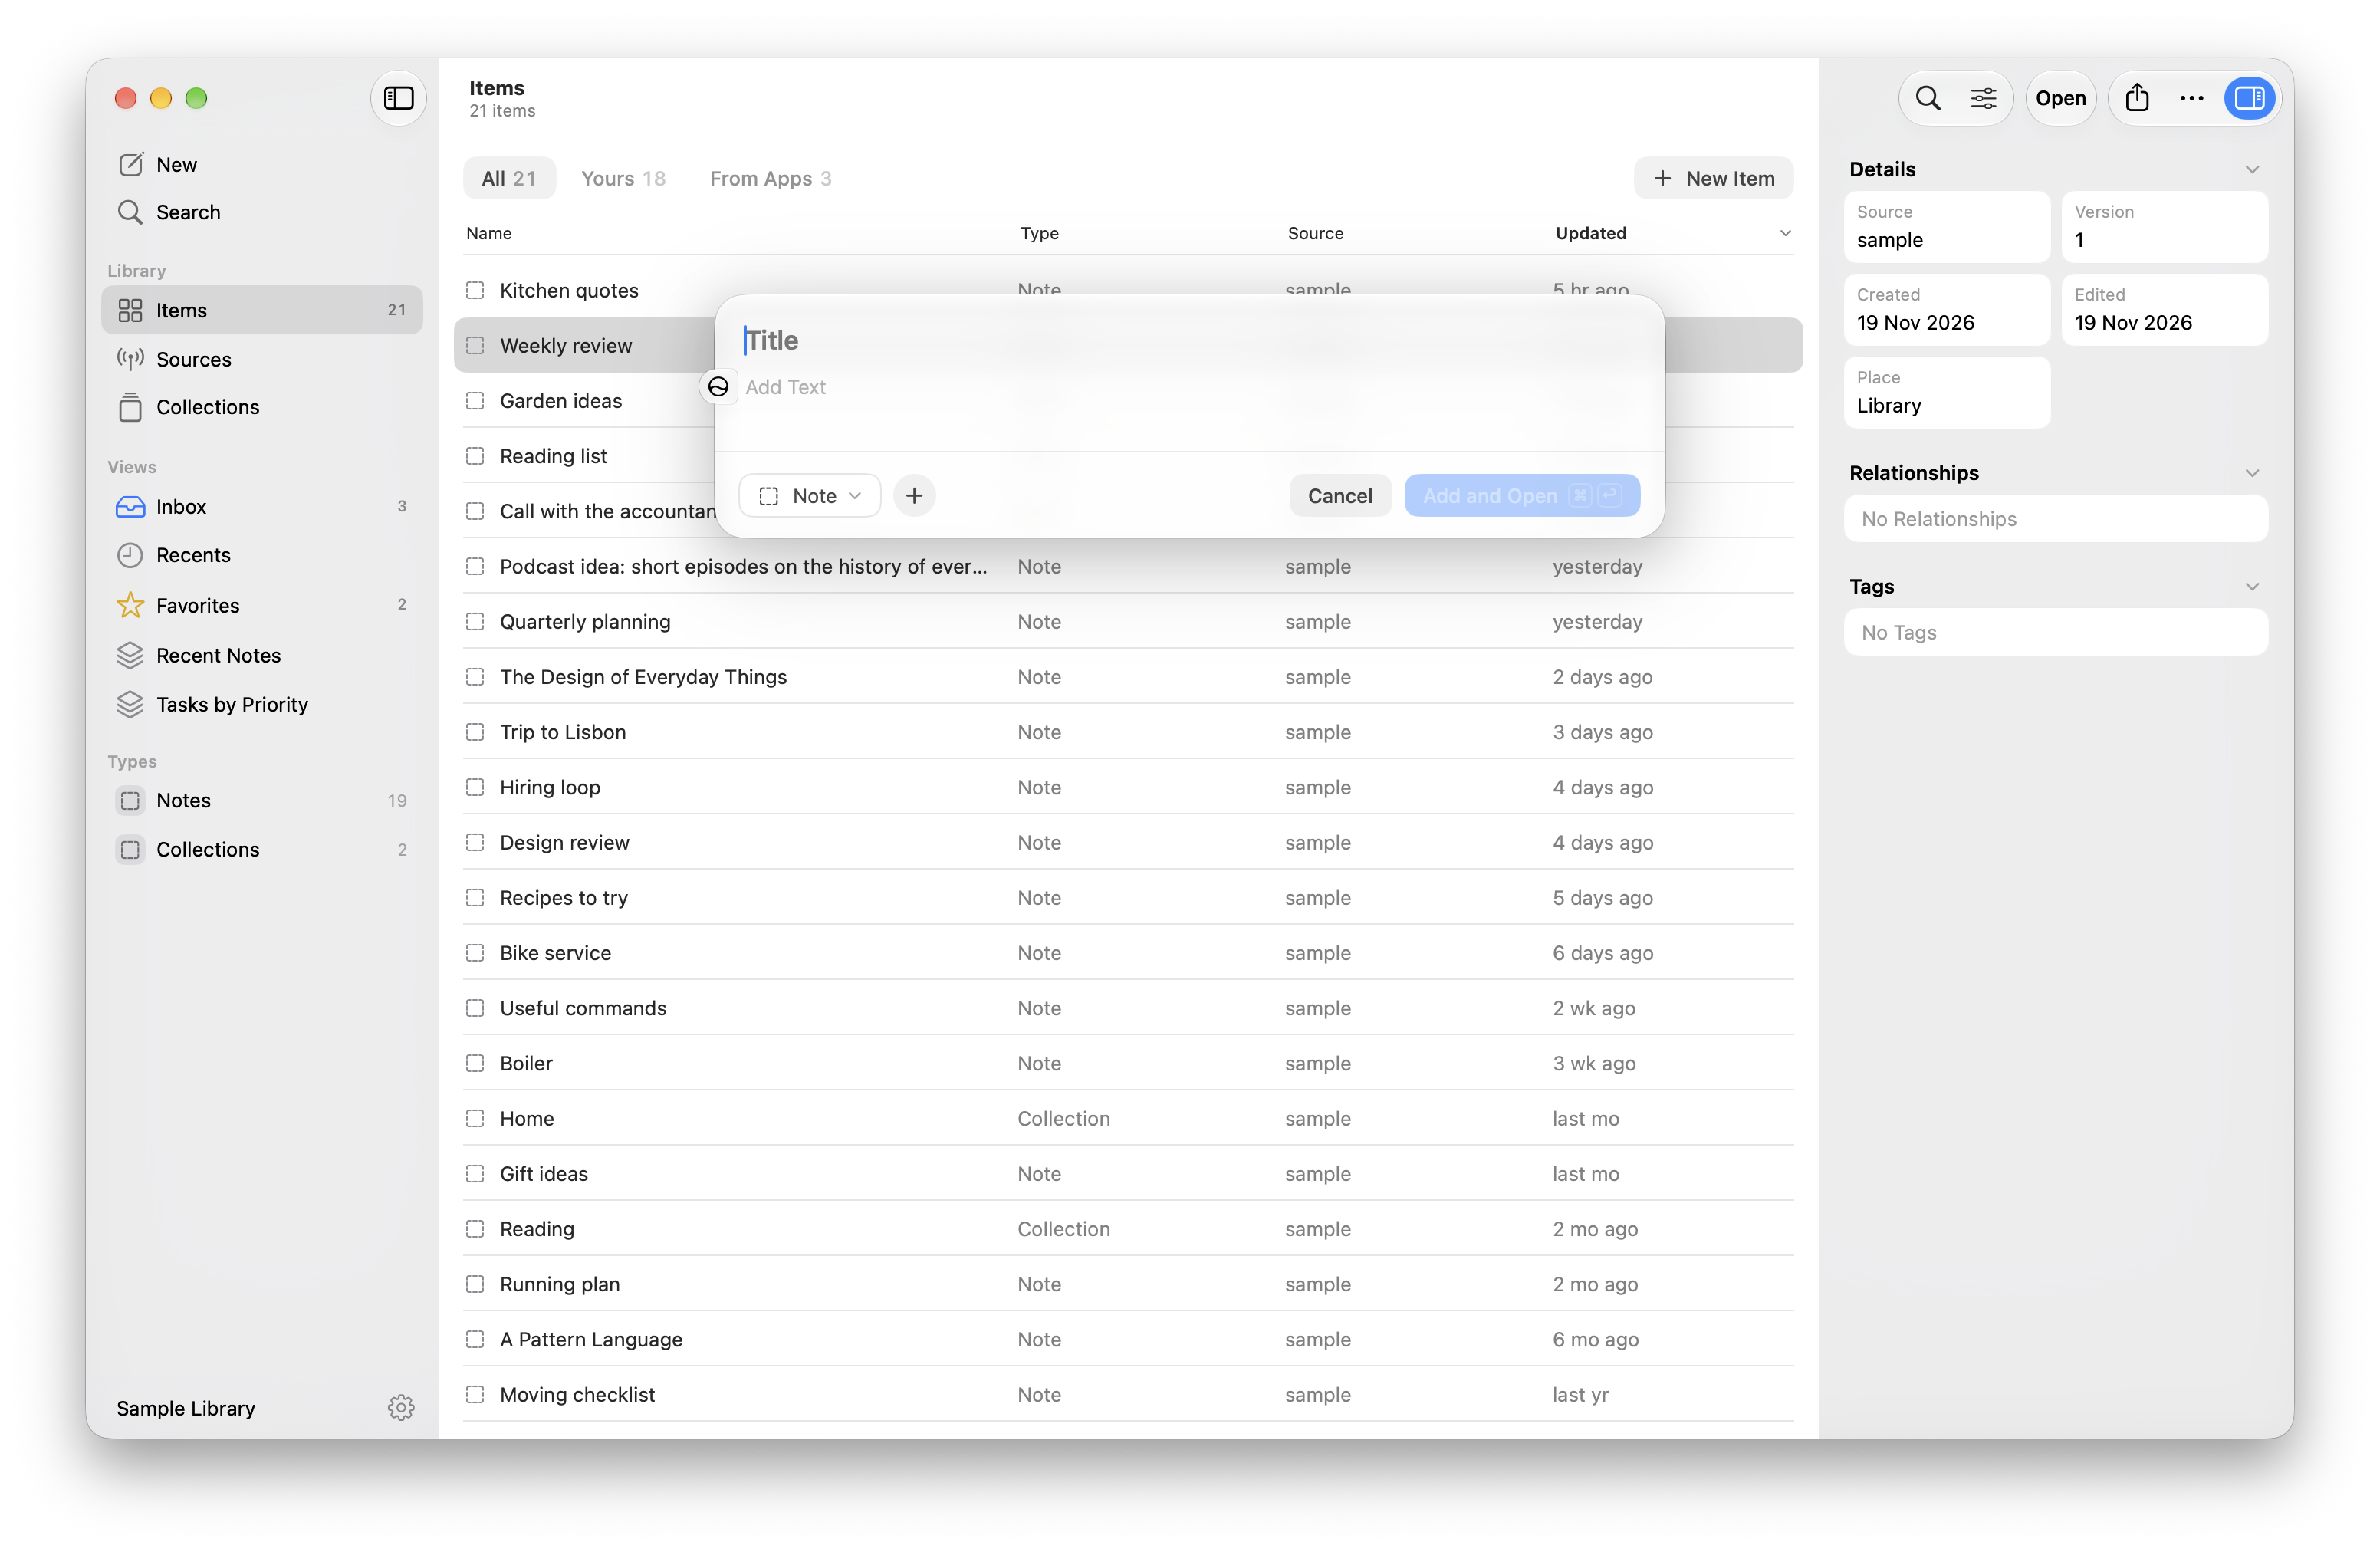 Items
21 items
Open
New
Search
Library
Items 21
Sources
Collections
Views
Inbox 3
Recents
Favorites 2
Recent Notes
Tasks by Priority
Types
Notes 19
Collections 2
Sample Library
All 21 Yours 18 From Apps 3
New Item
Name Type Source Updated
Kitchen quotes Note sample 5 hr ago
Weekly review
Garden ideas
Reading list
Call with the accountan
Title
Add Text
Note
Cancel
Add and Open ⌘ ↩
Podcast idea: short episodes on the history of ever... Note sample yesterday
Quarterly planning Note sample yesterday
The Design of Everyday Things Note sample 2 days ago
Trip to Lisbon Note sample 3 days ago
Hiring loop Note sample 4 days ago
Design review Note sample 4 days ago
Recipes to try Note sample 5 days ago
Bike service Note sample 6 days ago
Useful commands Note sample 2 wk ago
Boiler Note sample 3 wk ago
Home Collection sample last mo
Gift ideas Note sample last mo
Reading Collection sample 2 mo ago
Running plan Note sample 2 mo ago
A Pattern Language Note sample 6 mo ago
Moving checklist Note sample last yr
Details
Source
sample
Version
1
Created
19 Nov 2026
Edited
19 Nov 2026
Place
Library
Relationships
No Relationships
Tags
No Tags